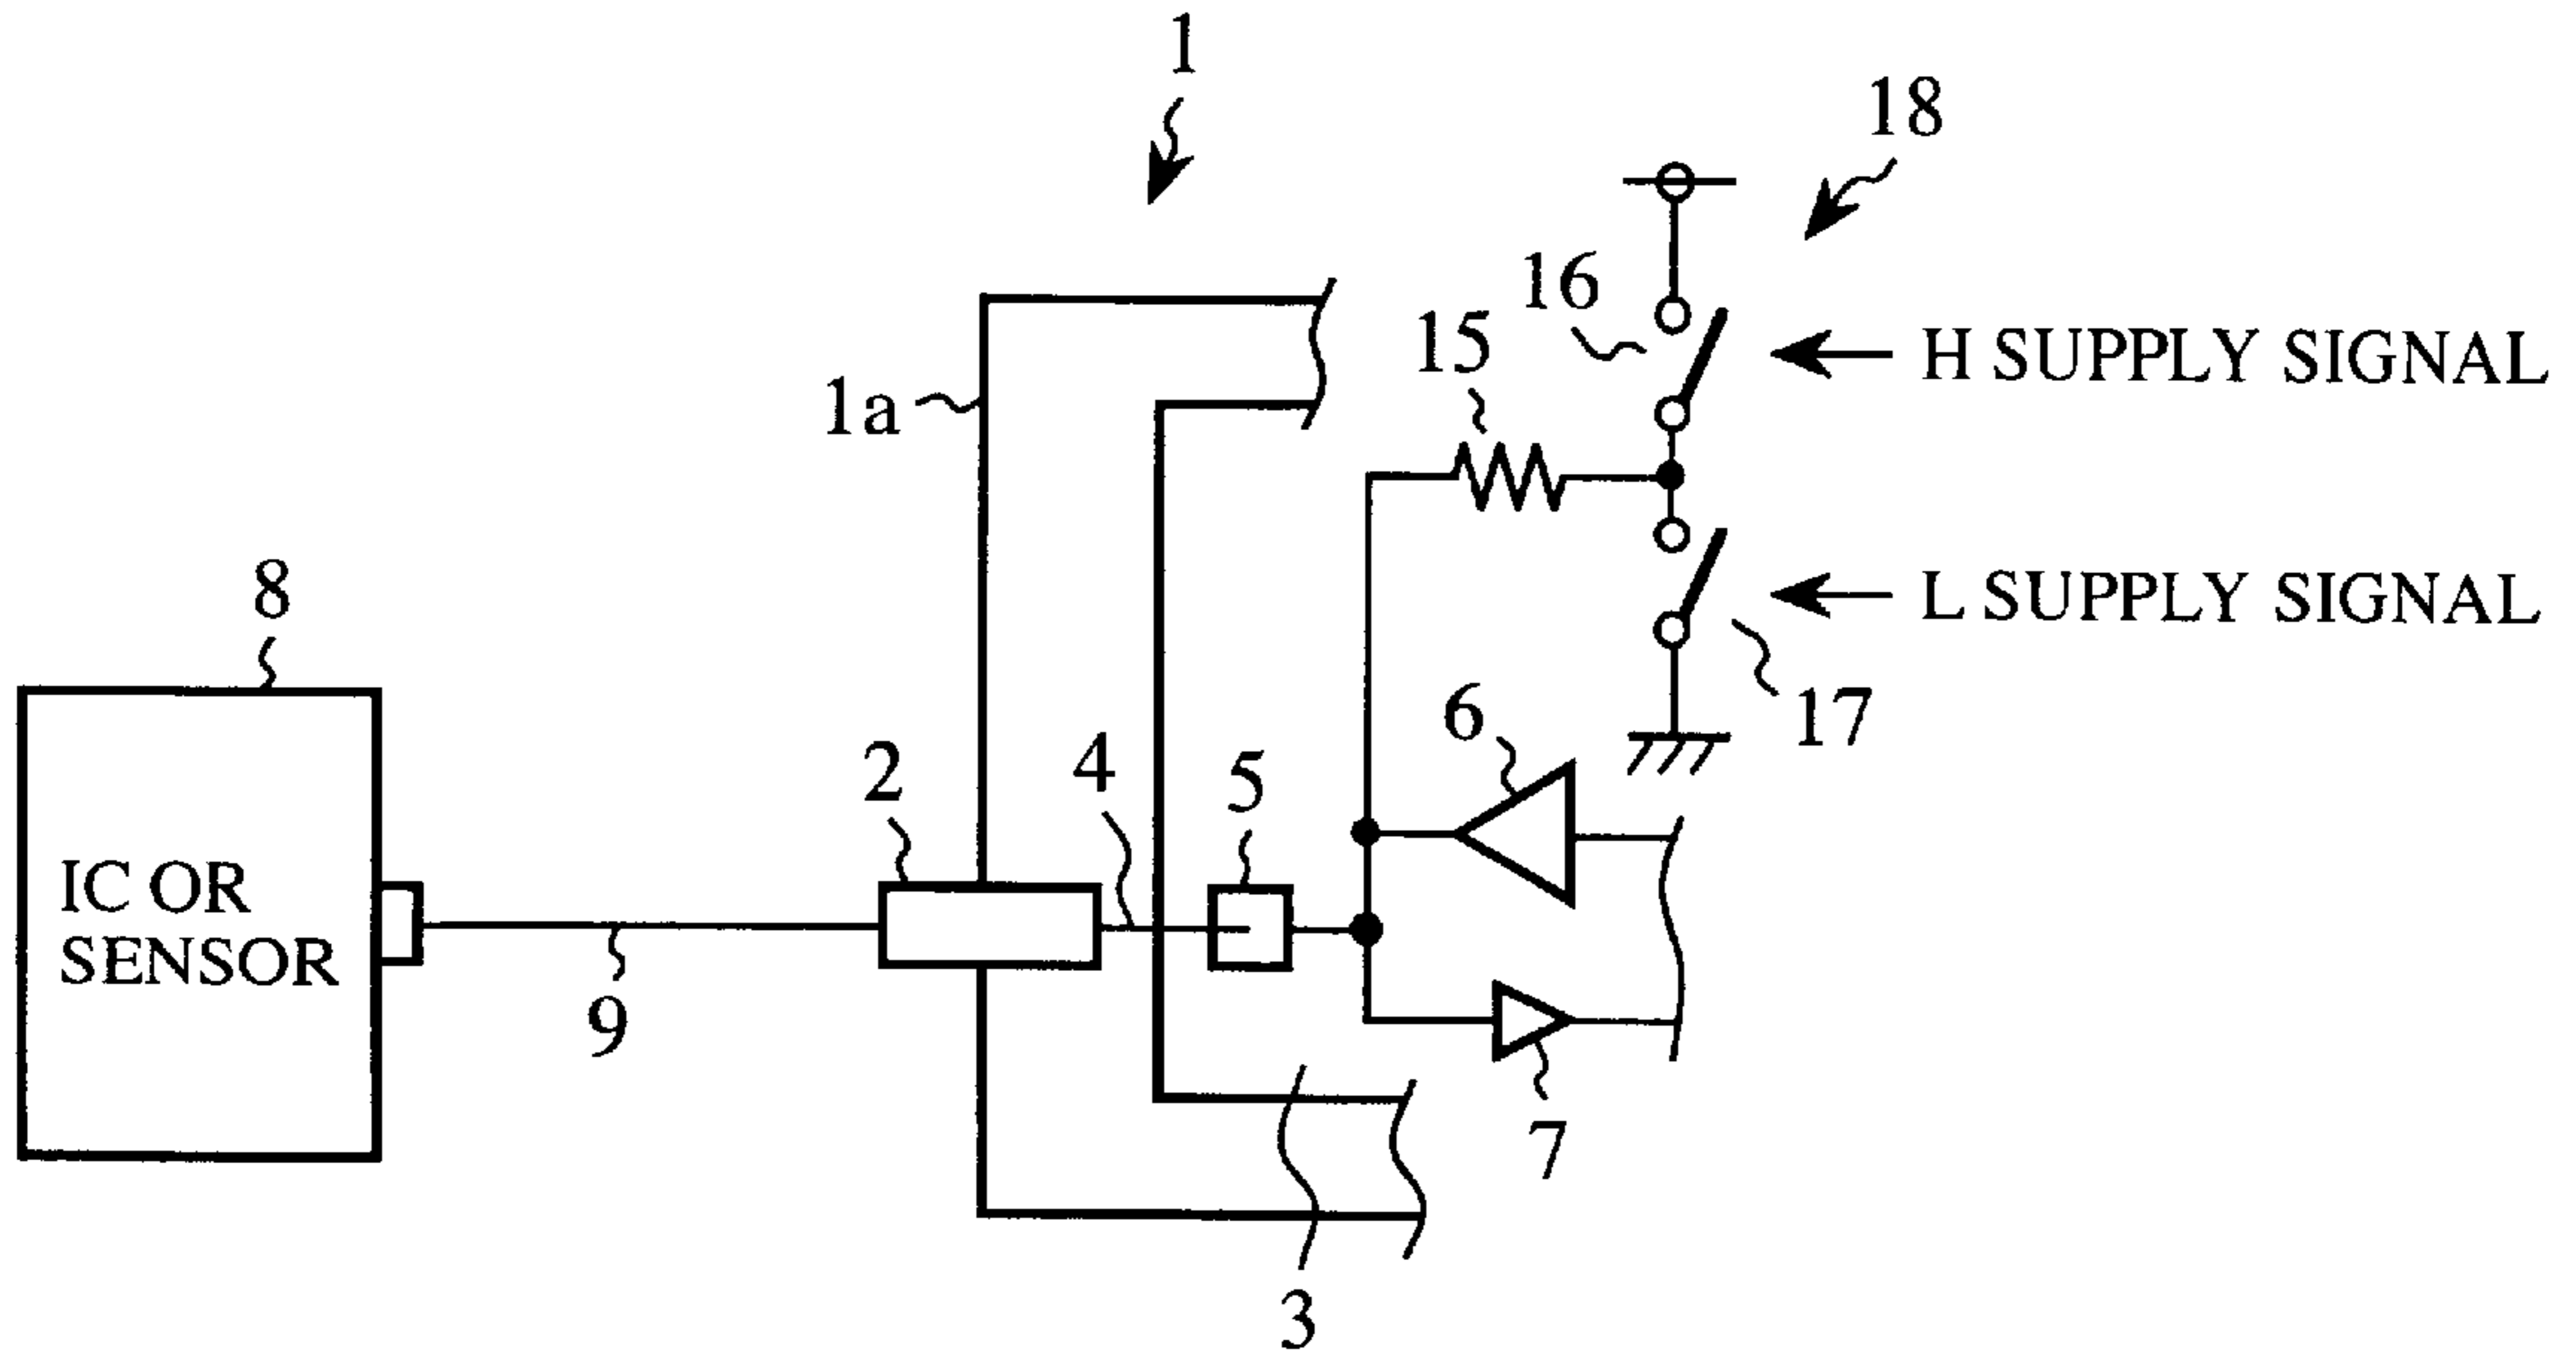 1
18
16
H SUPPLY SIGNAL
15
1a
8
L SUPPLY SIGNAL
6
17
2
4
5
IC OR
SENSOR
9
7
3